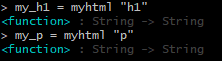 > my_h1 = myhtml "h1"
<function> : String -> String
> my_p = myhtml "p"
<function> : String -> String